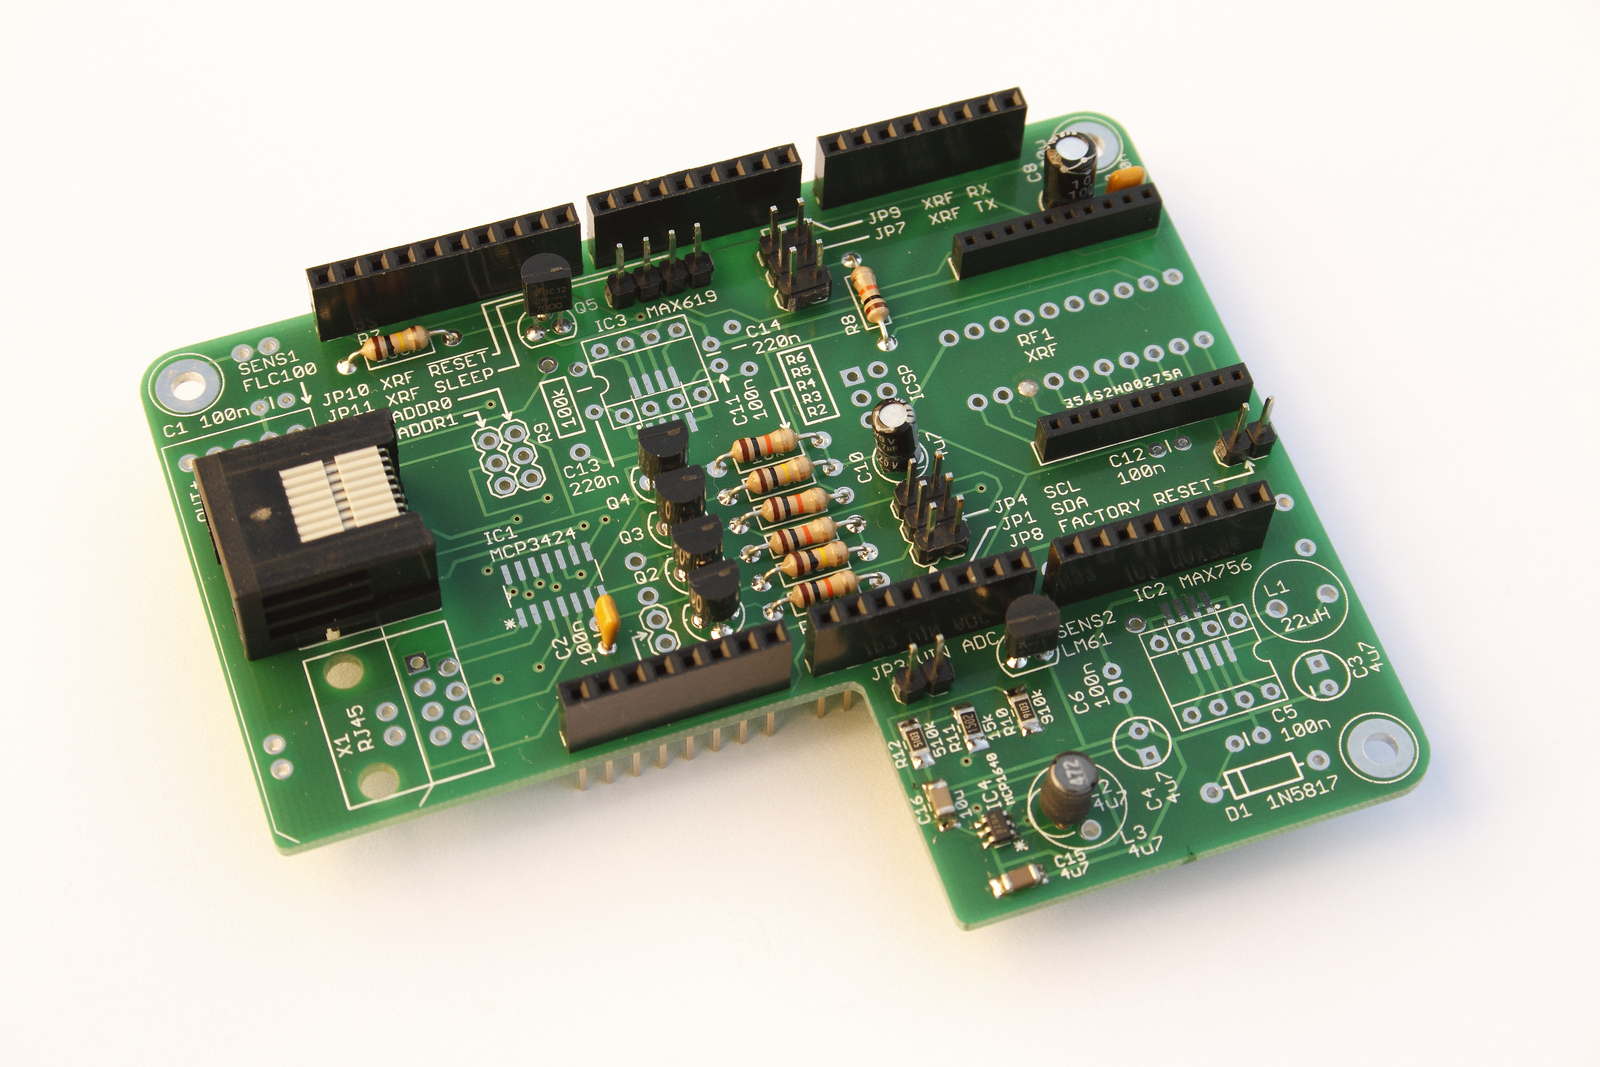 JP9 XRF RX
JP7 XRF TX
C8
R7
Q5
IC3 MAX619
R8
C14
220n
RF1
XRF
SENS1
FLC100
C1 100n
JP10 XRF RESET
JP11 XRF SLEEP
ADDR0
ADDR1
100k
R9
C11
100n
R6
R5
R4
R3
R2
ICSP
354S2HQ0275A
C13
220n
C10
C12
100n
Q4
Q3
Q2
IC1
MCP3424
JP4 SCL
JP1 SDA
JP8 FACTORY RESET
C2
100n
IC2 MAX756
L1
22uH
SENS2
LM61
C3
4U7
C6
100n
C5
100n
X1
RJ45
R12
510k
R11
15k
R10
910k
C16
10u
IC4
MCP1640
472
4u7
C4
4U7
L3
4u7
C15
4u7
D1 1N5817